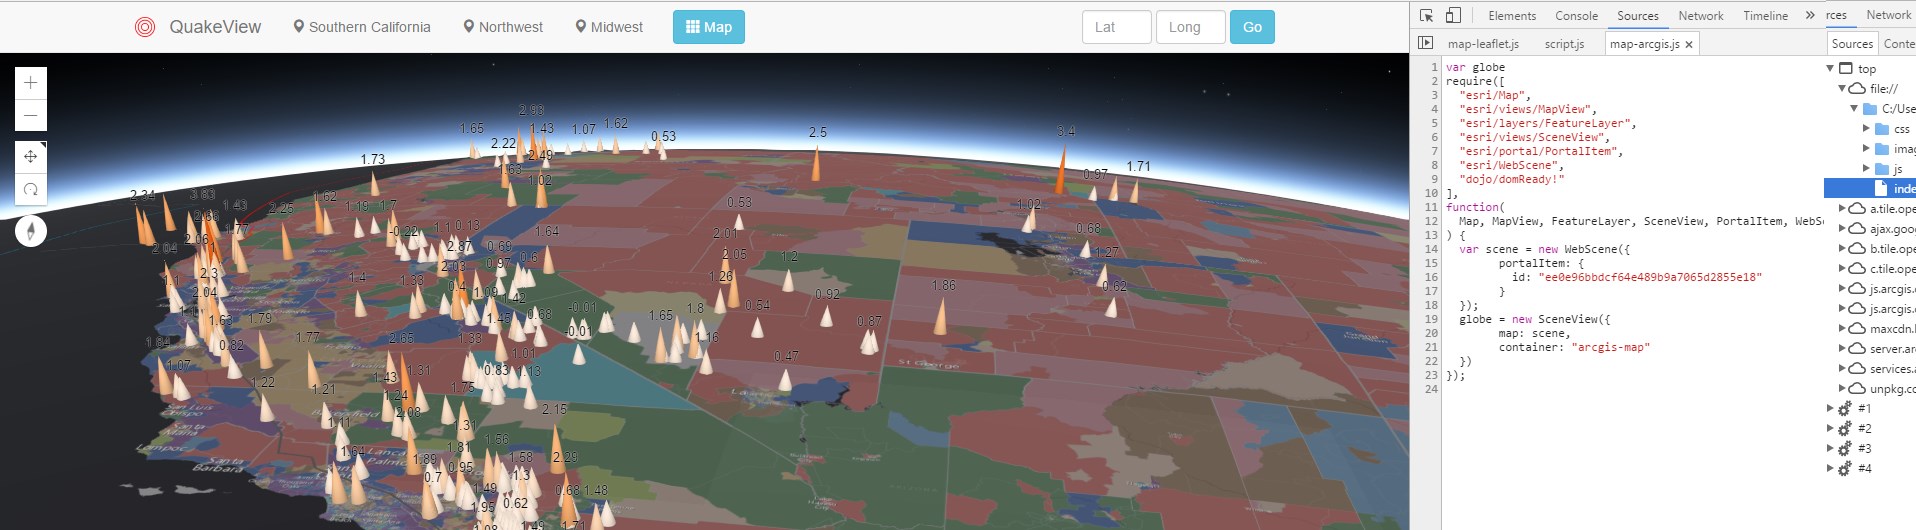 QuakeView Southern California Northwest Midwest Map Lat Long Go
Elements Console Sources Network Timeline » rces Network
map-leaflet.js script.js map-arcgis.js × Sources Conte
1 var globe
2 require([
3 "esri/Map",
4 "esri/views/MapView",
5 "esri/layers/FeatureLayer",
6 "esri/views/SceneView",
7 "esri/portal/PortalItem",
8 "esri/WebScene",
9 "dojo/domReady!"
10 ],
11 function(
12 Map, MapView, FeatureLayer, SceneView, PortalItem, WebS
13 ) {
14 var scene = new WebScene({
15 portalItem: {
16 id: "ee0e96bbdcf64e489b9a7065d2855e18"
17 }
18 });
19 globe = new SceneView({
20 map: scene,
21 container: "arcgis-map"
22 })
23 });
24
top
file://
C:/Use
css
imag
js
inde
a.tile.ope
ajax.goo
b.tile.ope
c.tile.ope
js.arcgis.
js.arcgis.
maxcdn.
server.ar
services.a
unpkg.co
#1
#2
#3
#4
2.93
1.65 1.43 1.07 1.62 0.53 2.5 3.4
2.22 2.49
1.73 1.63 1.02 0.97 1.71
2.34 3.63 1.43 2.25 1.62 1.19 1.7 0.53 1.02
1.77 -0.22 1.1 0.13 1.64 2.01 0.68
2.04 2.06 2.87 0.69 2.05 1.27
2.3 1.4 1.33 2.03 0.97 0.6 1.26 1.2
2.04 0.4 1.09 1.42 -0.01 0.54 0.92 1.86 0.62
1.63 1.79 1.45 0.68 -0.01 1.65 1.8 0.87
1.84 0.82 1.77 2.65 1.33 1.01 1.16 St George
1.07 1.22 1.21 1.43 1.31 1.75 0.83 1.13 0.47
San Luis
Obispo
1.24 2.08 2.15
1.11 1.31
Santa
Maria
1.56
Lompoc
Santa
Barbara
1.64 1.89 1.81 0.95 1.58 2.29
0.7 1.49 1.3 0.68 1.48
1.95 0.62
1.08 1.49 1.71